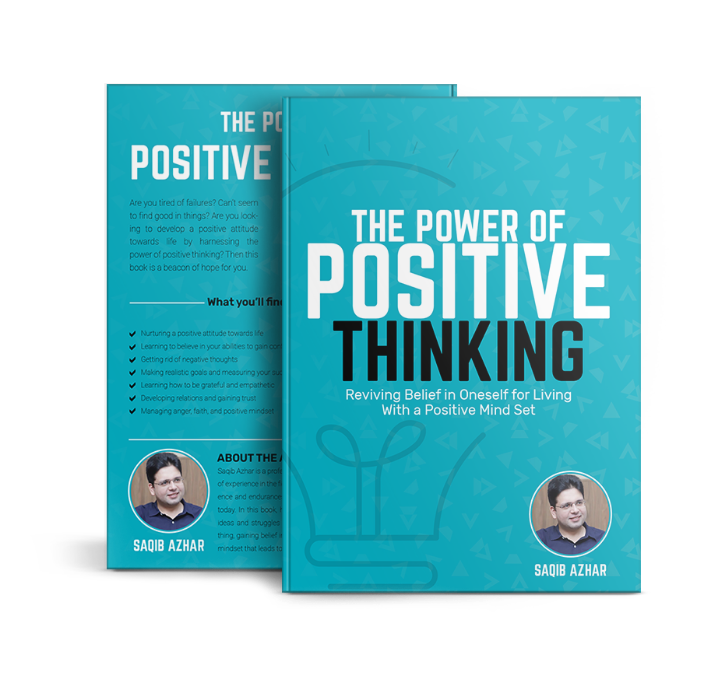 THE PO
POSITIVE
Are you tired of failures? Can't seem
to find good in things? Are you look-
ing to develop a positive attitude
towards life by harnessing the
power of positive thinking? Then this
book is a beacon of hope for you.
What you'll find
Nurturing a positive attitude towards life
Learning to believe in your abilities to gain con
Getting rid of negative thoughts
Making realistic goals and measuring your suc
Learning how to be grateful and empathetic
Developing relations and gaining trust
Managing anger, faith, and positive mindset
ABOUT THE A
Saqib Azhar is a profe
of experience in the f
ence and endurance
today. In this book,
ideas and struggles
thing, gaining belief
mindset that leads to
SAQIB AZHAR
THE POWER OF
POSITIVE
THINKING
Reviving Belief in Oneself for Living
With a Positive Mind Set
SAQIB AZHAR